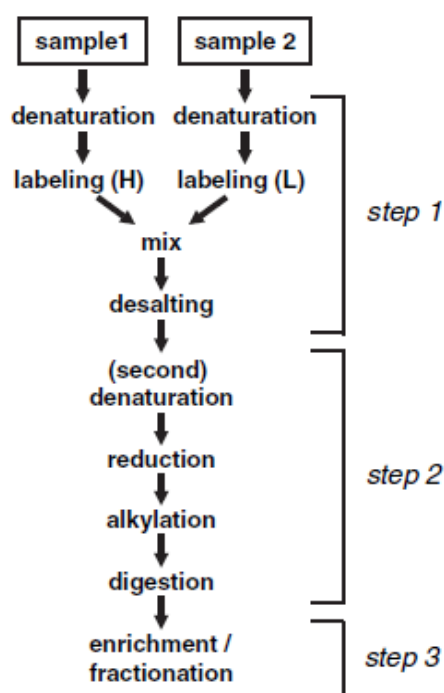 sample1 sample 2
denaturation denaturation
labeling (H) labeling (L)
step 1
mix
desalting
(second)
denaturation
reduction
step 2
alkylation
digestion
enrichment /
fractionation
step 3